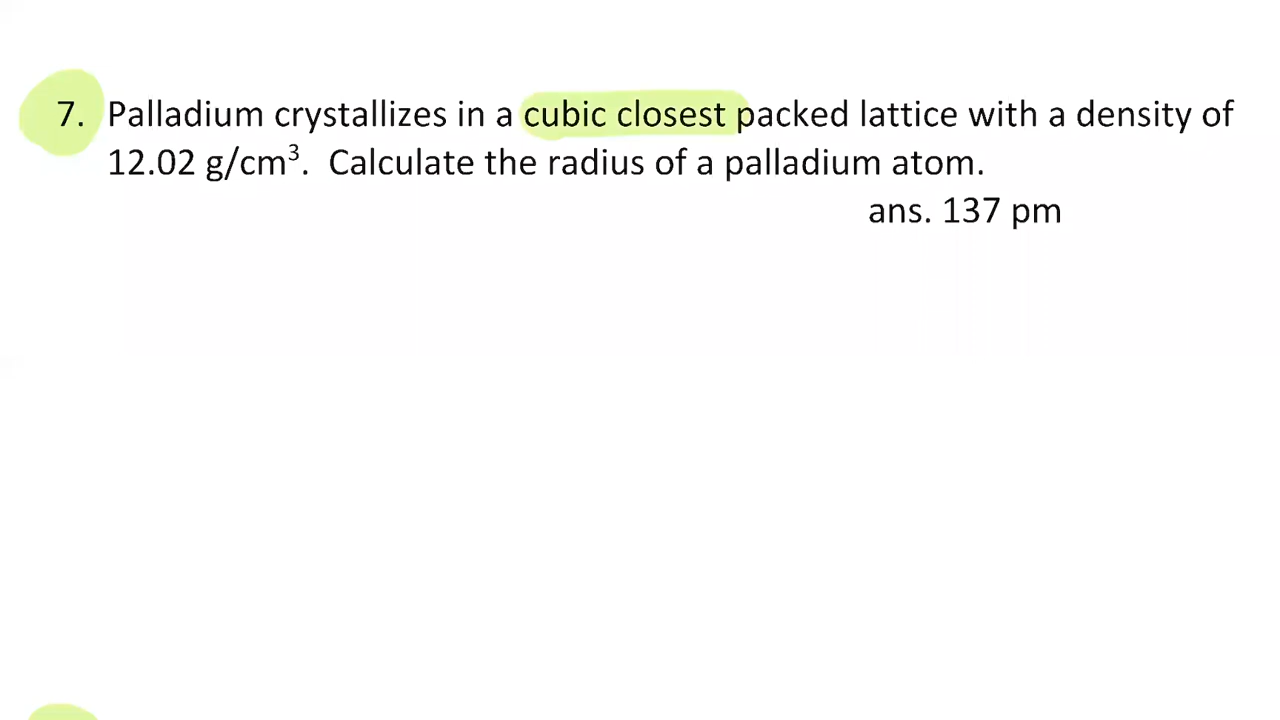 7. Palladium crystallizes in a cubic closest packed lattice with a density of
12.02 g/cm³. Calculate the radius of a palladium atom.
ans. 137 pm